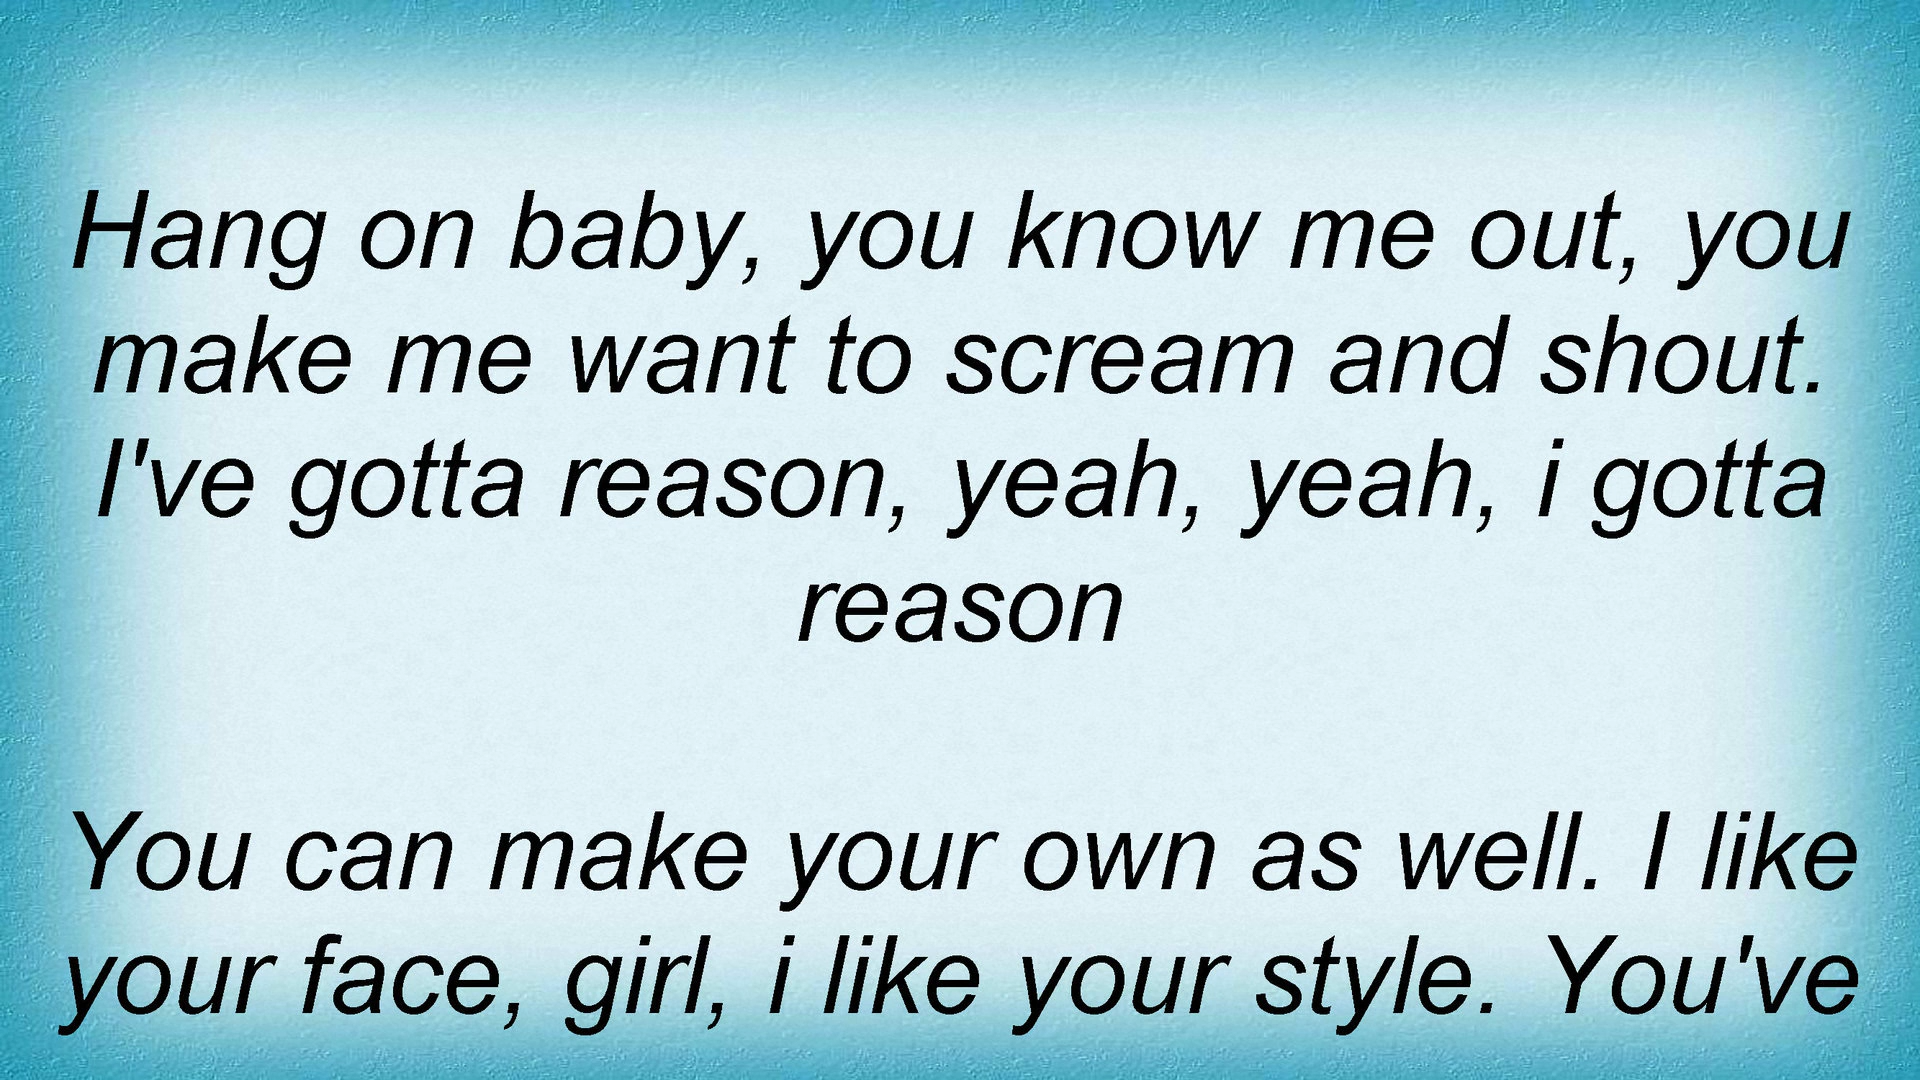 Hang on baby, you know me out, you
make me want to scream and shout.
I've gotta reason, yeah, yeah, i gotta
reason
You can make your own as well. I like
your face, girl, i like your style. You've